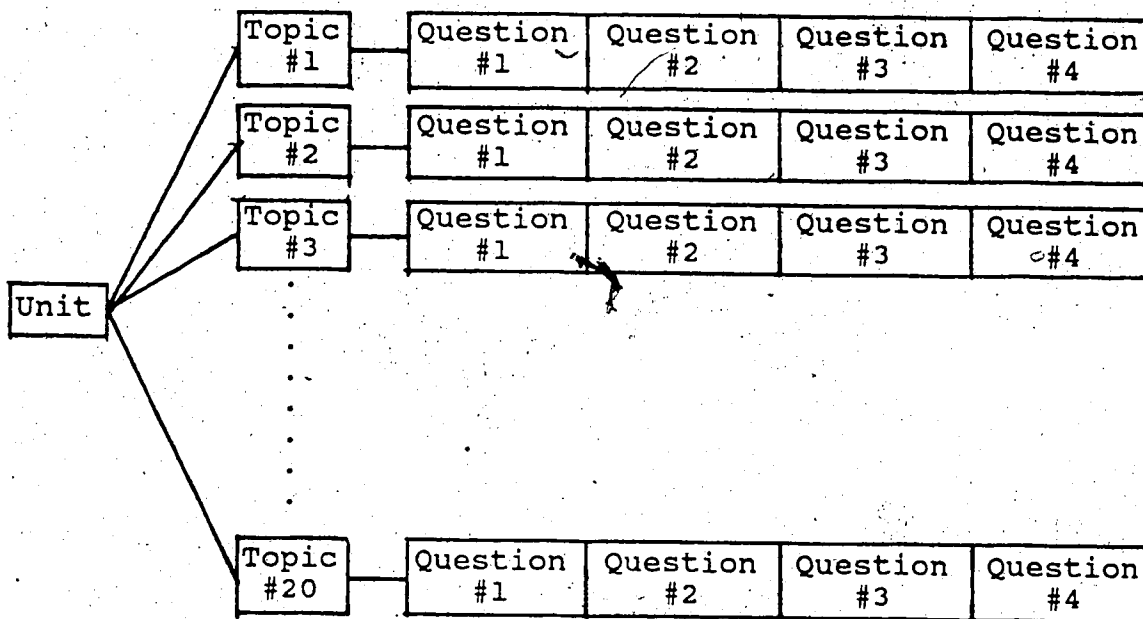 Topic #1 Question #1 Question #2 Question #3 Question #4
Topic #2 Question #1 Question #2 Question #3 Question #4
Topic #3 Question #1 Question #2 Question #3 Question #4
Unit
Topic #20 Question #1 Question #2 Question #3 Question #4